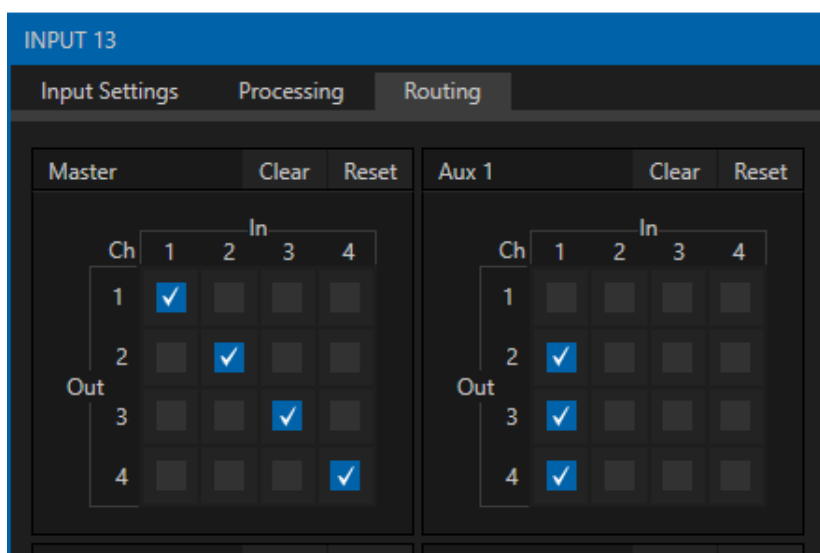 INPUT 13
Input Settings Processing Routing
Master Clear Reset Aux 1 Clear Reset
In In
Ch 1 2 3 4 Ch 1 2 3 4
1 1
2 2
Out Out
3 3
4 4